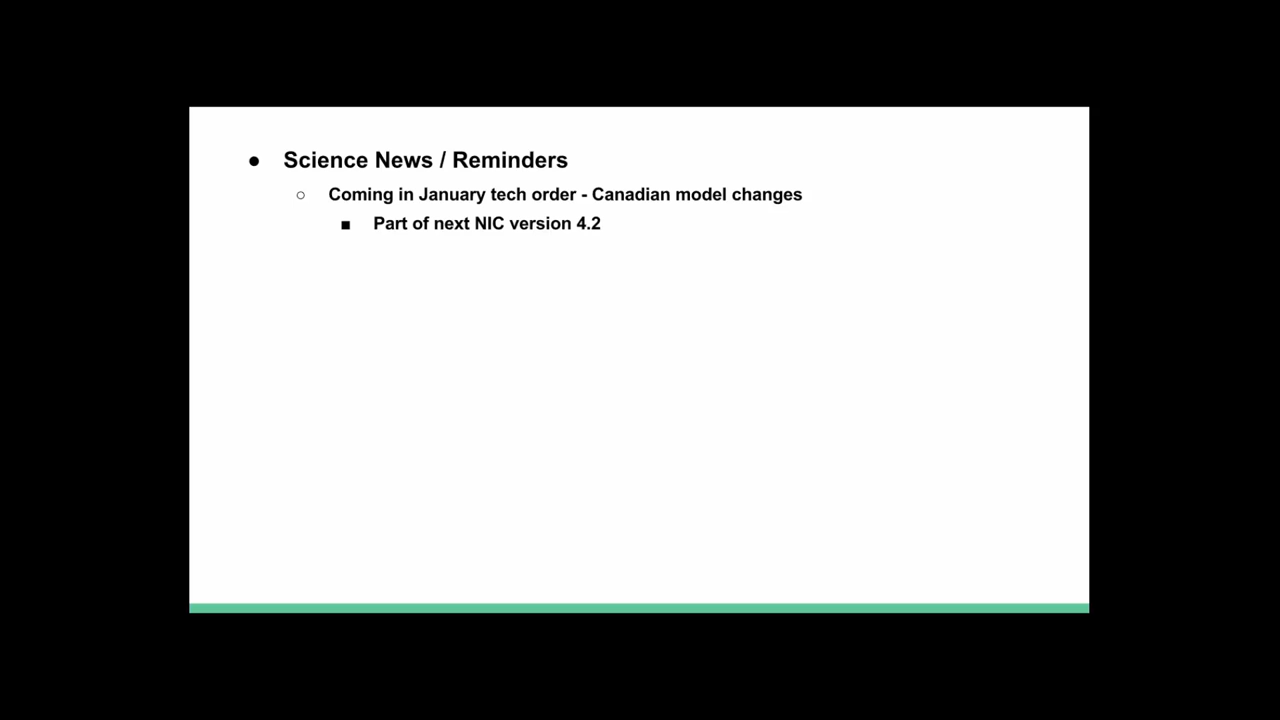 ● Science News / Reminders
○ Coming in January tech order - Canadian model changes
■ Part of next NIC version 4.2